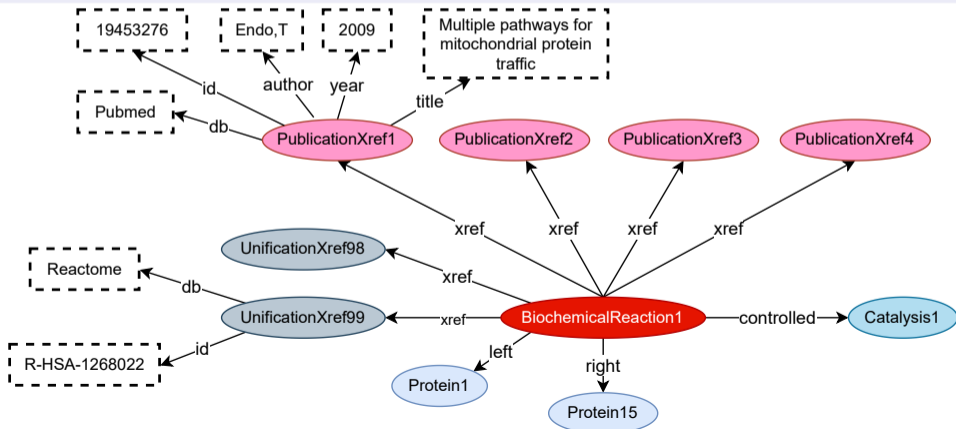 19453276
Endo,T
2009
Multiple pathways for
mitochondrial protein
traffic
id
author
year
title
Pubmed
db
PublicationXref1
PublicationXref2
PublicationXref3
PublicationXref4
xref
xref
xref
xref
UnificationXref98
Reactome
xref
db
UnificationXref99
xref
BiochemicalReaction1
controlled
Catalysis1
id
R-HSA-1268022
left
right
Protein1
Protein15